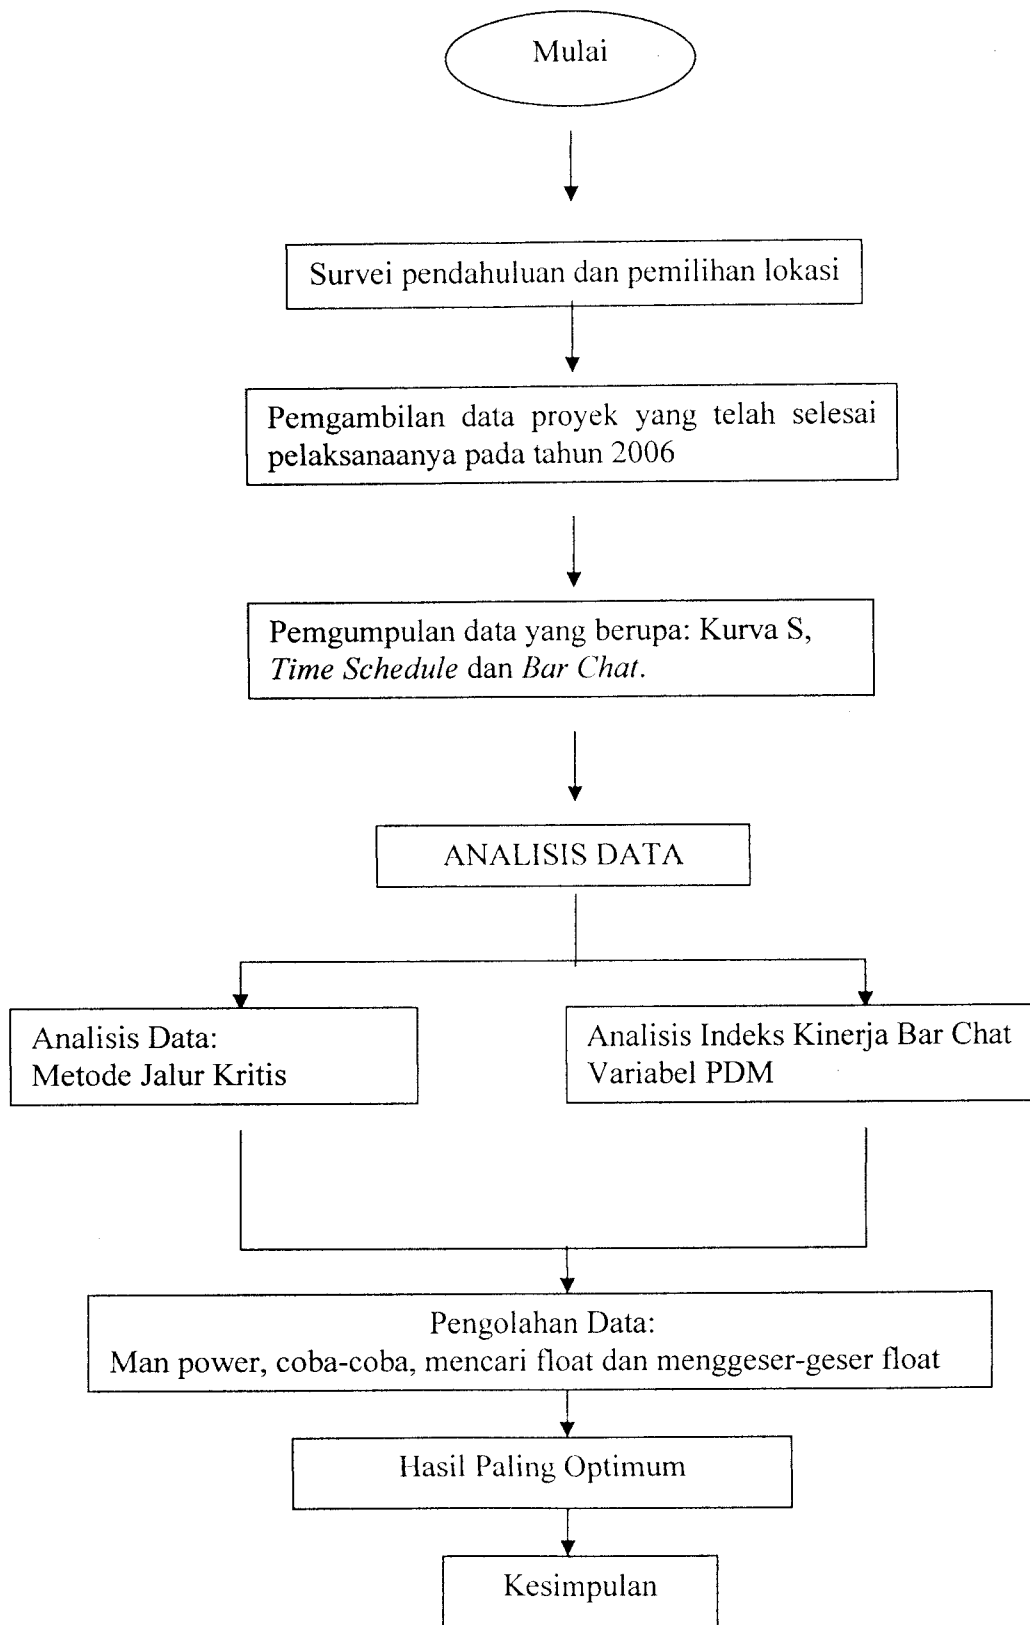 Mulai
Survei pendahuluan dan pemilihan lokasi
Pemgambilan data proyek yang telah selesai
pelaksanaanya pada tahun 2006
Pemgumpulan data yang berupa: Kurva S,
Time Schedule dan Bar Chat.
ANALISIS DATA
Analisis Data:
Metode Jalur Kritis
Analisis Indeks Kinerja Bar Chat
Variabel PDM
Pengolahan Data:
Man power, coba-coba, mencari float dan menggeser-geser float
Hasil Paling Optimum
Kesimpulan